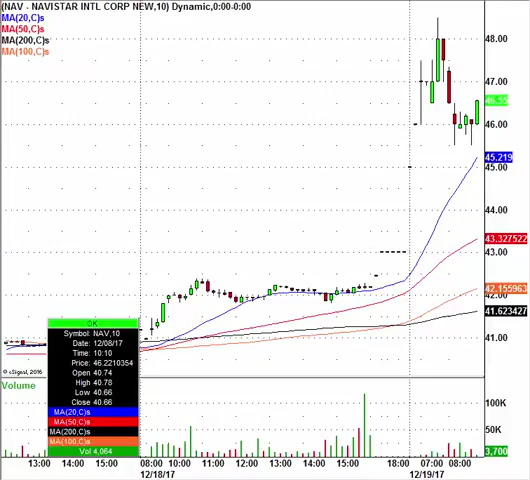 (NAV - NAVISTAR INTL CORP NEW,10) Dynamic,0:00-0:00
MA(20,C)s
MA(50,C)s
MA(200,C)s
MA(100,C)s
48.00
47.00
46.00
45.219
44.00
43.327522
42.155963
42.00
41.623427
41.00
OK
Symbol: NAV,10
Date: 12/08/17
Time: 10:10
Price: 46.2210354
Open 40.74
High 40.78
Low 40.66
Close 40.66
MA(20,C)s
MA(50,C)s
MA(200,C)s
MA(100,C)s
Vol 4,064
© eSignal, 2016
Volume
100K
50K
3,700
13:00 14:00 15:00 08:00 10:00 11:00 12:00 13:00 14:00 15:00 18:00 07:00 08:00
12/18/17 12/19/17